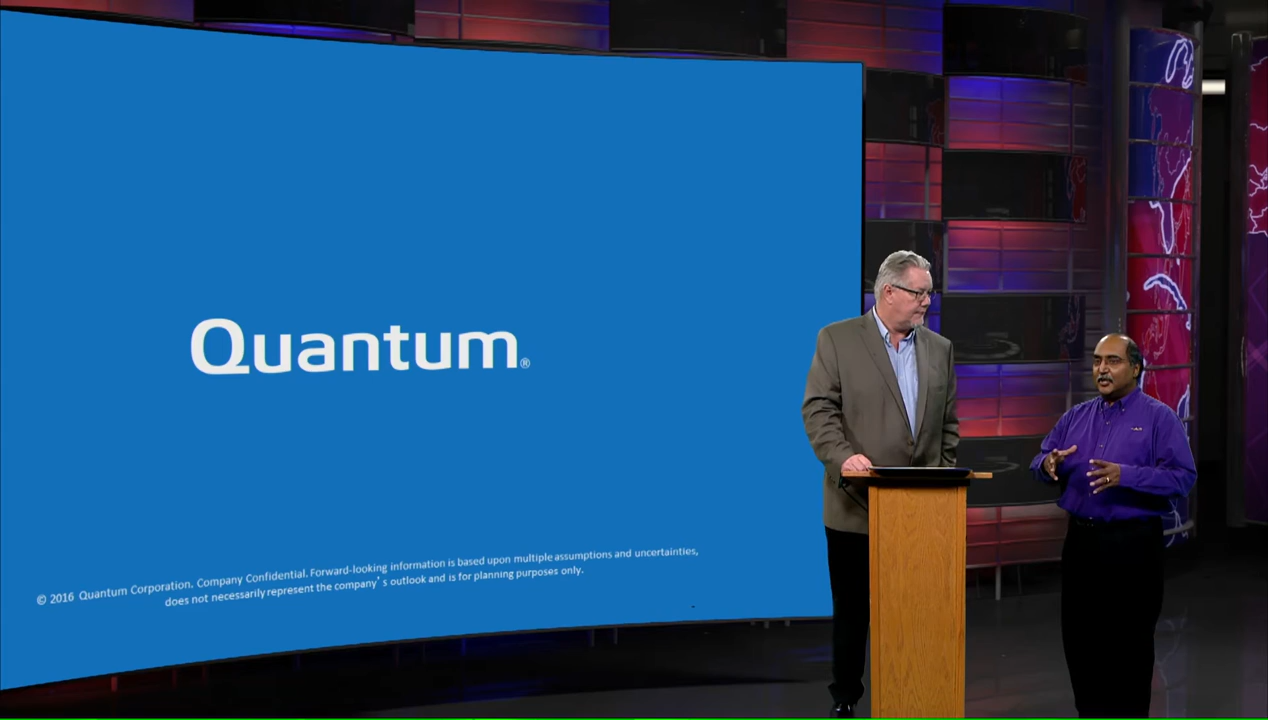 Quantum®
© 2016 Quantum Corporation. Company Confidential. Forward-looking information is based upon multiple assumptions and uncertainties,
does not necessarily represent the company's outlook and is for planning purposes only.